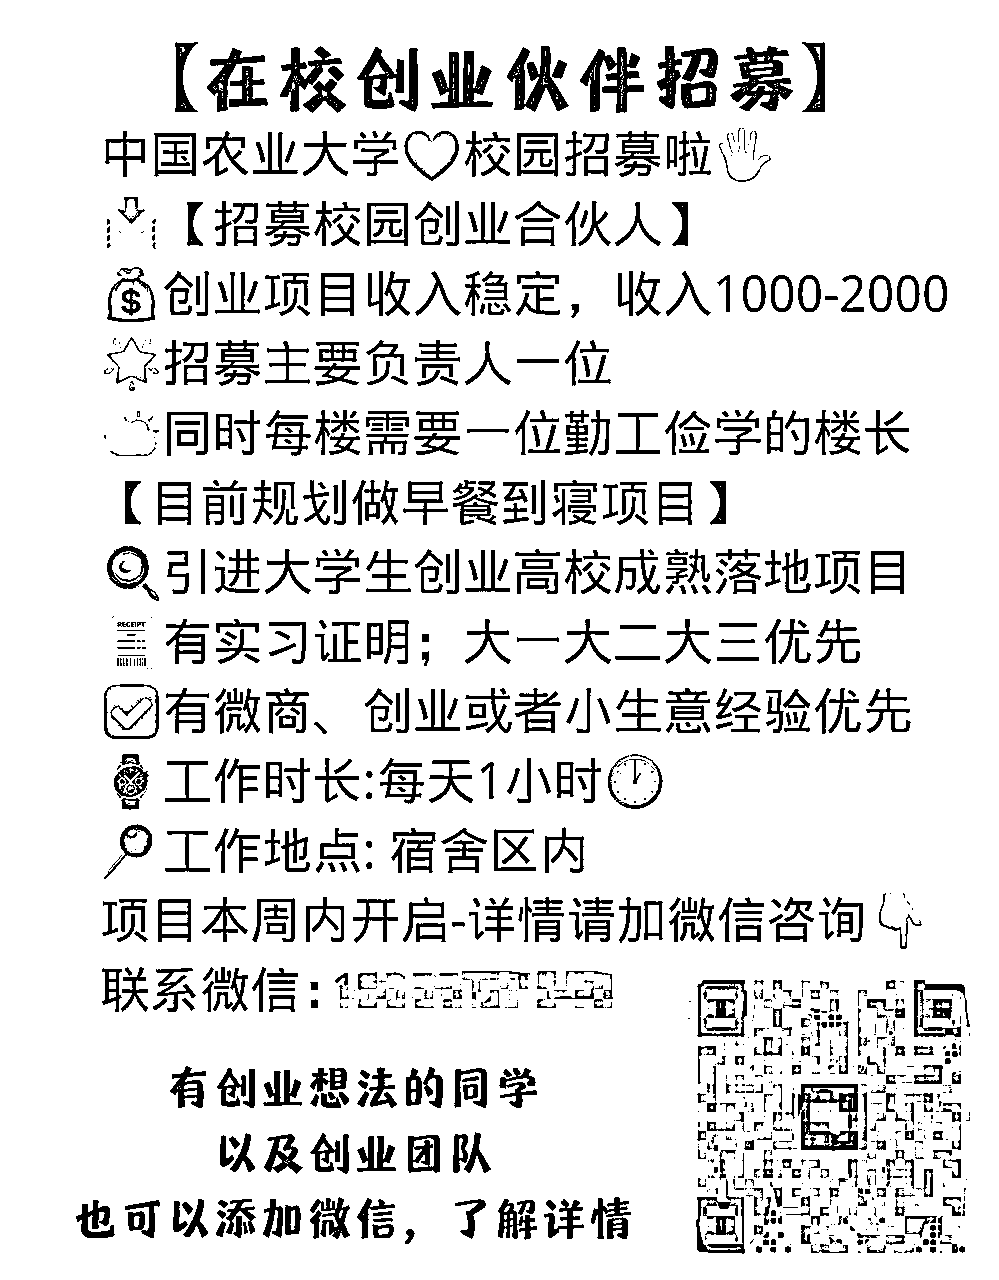 【在校创业伙伴招募】
中国农业大学♡校园招募啦🖐
📩【招募校园创业合伙人】
💰创业项目收入稳定，收入1000-2000
🌟招募主要负责人一位
同时每楼需要一位勤工俭学的楼长
【目前规划做早餐到寝项目】
🔍引进大学生创业高校成熟落地项目
🧾有实习证明；大一大二大三优先
✅有微商、创业或者小生意经验优先
⌚工作时长:每天1小时🕛
📍工作地点: 宿舍区内
项目本周内开启-详情请加微信咨询👇
联系微信:
有创业想法的同学
以及创业团队
也可以添加微信，了解详情